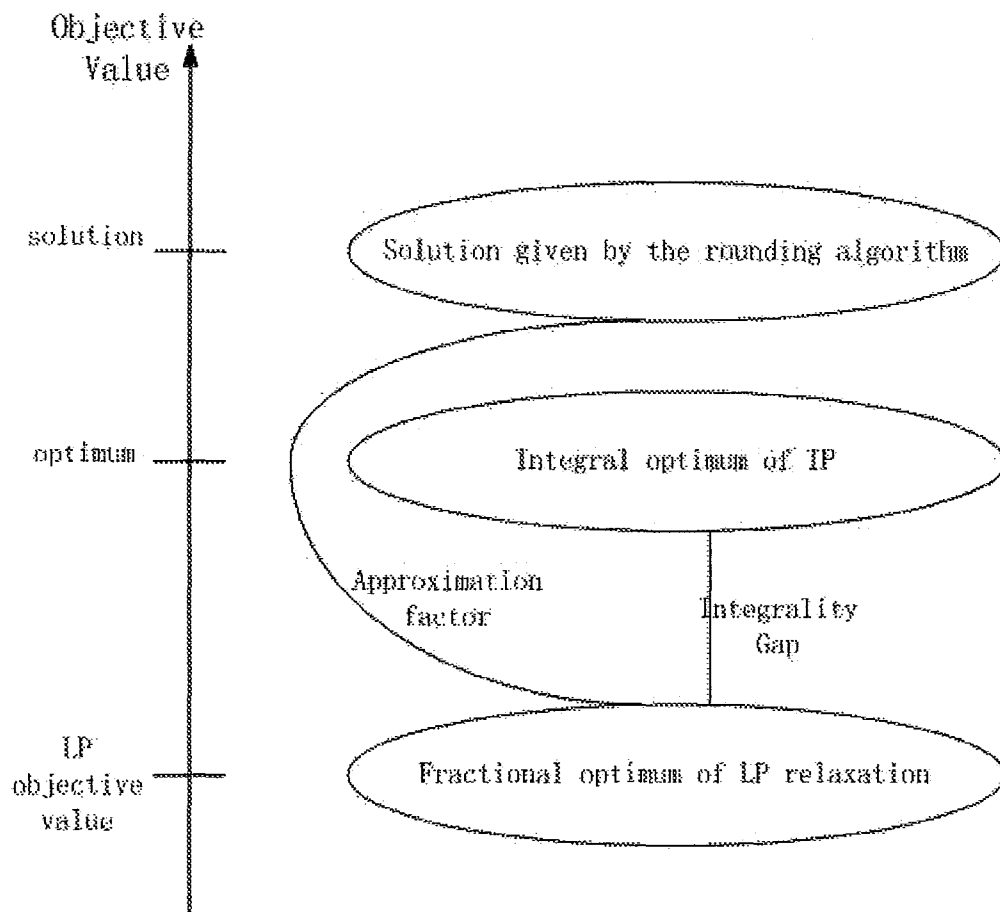 Objective
Value
solution
Solution given by the rounding algorithm
optimum
Integral optimum of IP
Approximation
factor
Integrality
Gap
LP
objective
value
Fractional optimum of LP relaxation